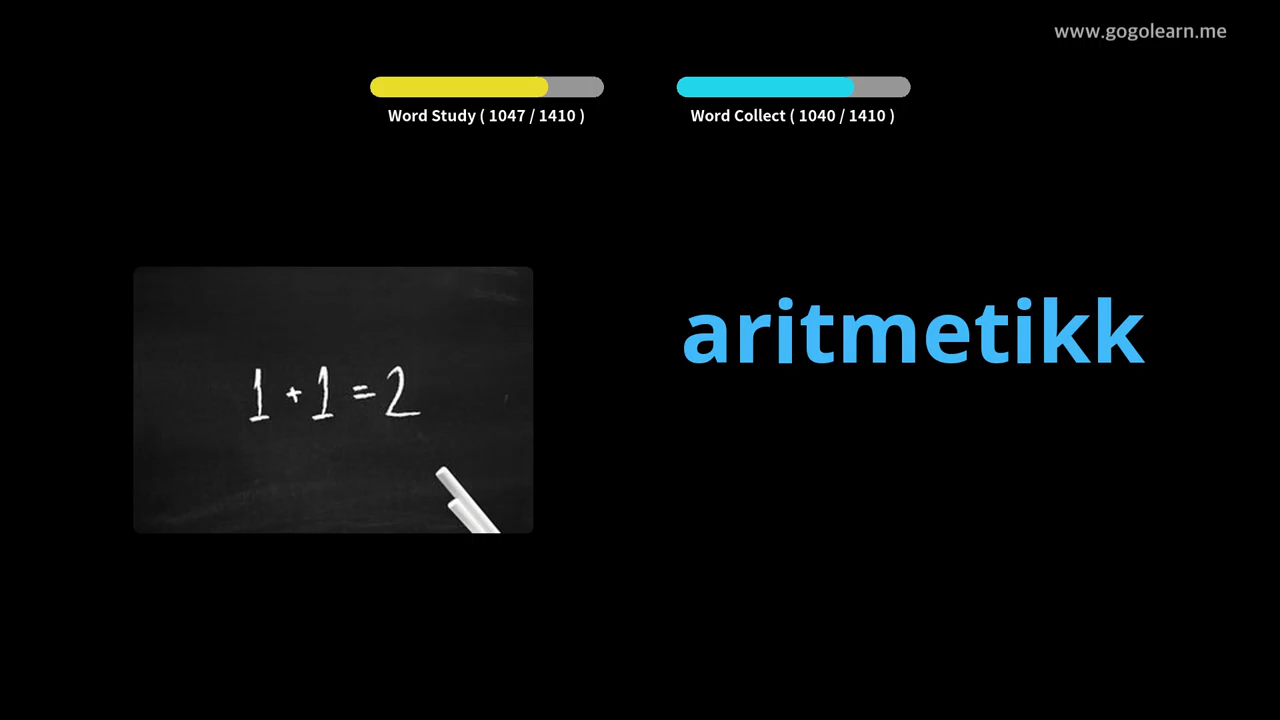 www.gogolearn.me
Word Study ( 1047 / 1410 )
Word Collect ( 1040 / 1410 )
aritmetikk
1 + 1 = 2